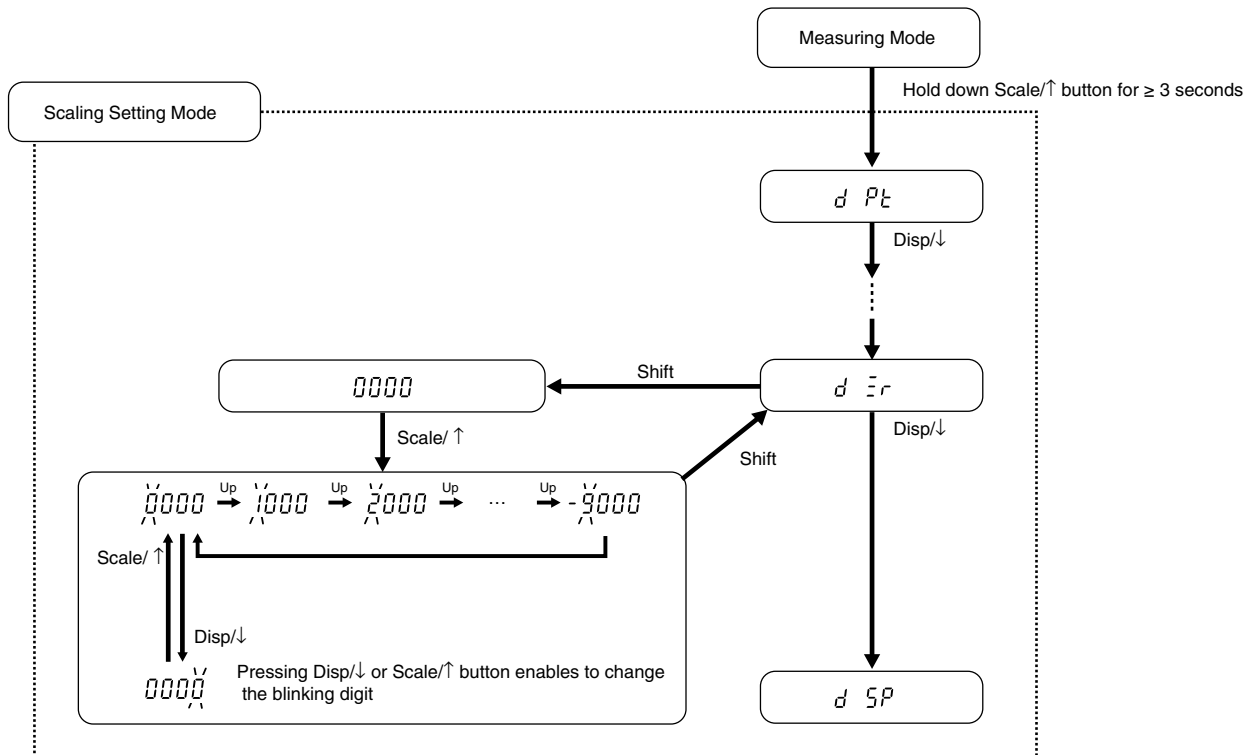 Measuring Mode
Hold down Scale/↑ button for ≥ 3 seconds
Scaling Setting Mode
d Pt
Disp/↓
0000
Shift
d Ξr
Scale/ ↑
Disp/↓
Shift
0000 Up 1000 Up 2000 Up ... Up -9000
Scale/ ↑
Disp/↓
0000
Pressing Disp/↓ or Scale/↑ button enables to change
the blinking digit
d SP